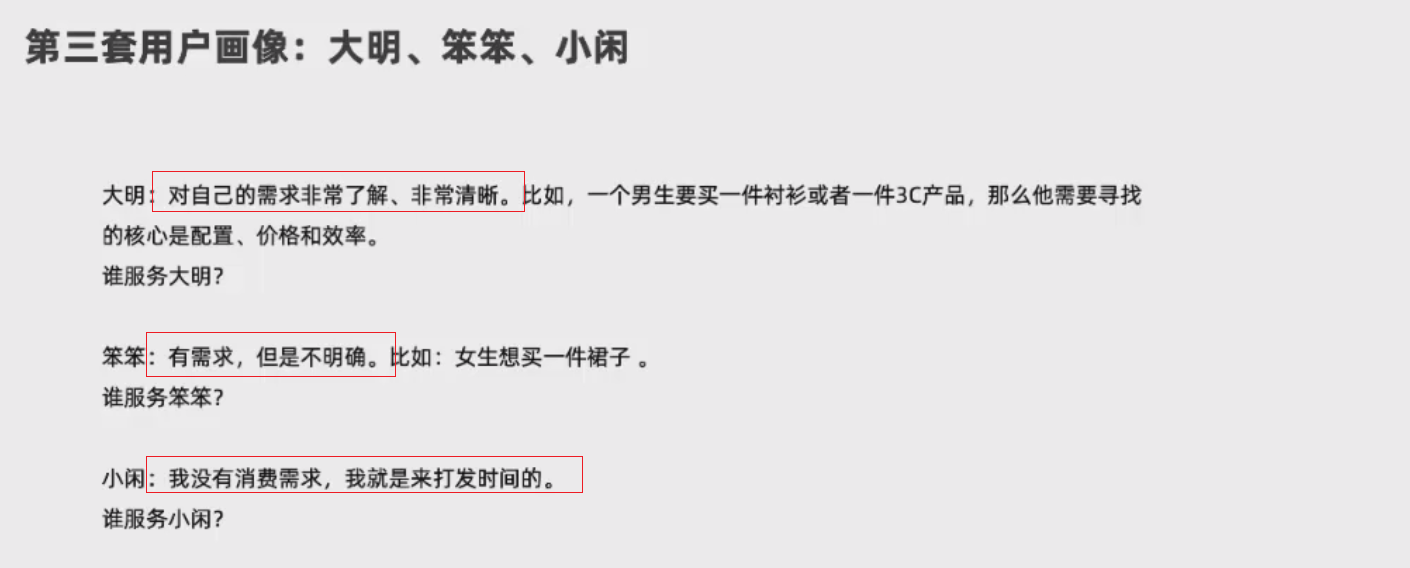 第三套用户画像：大明、笨笨、小闲
大明：对自己的需求非常了解、非常清晰。比如，一个男生要买一件衬衫或者一件3C产品，那么他需要寻找
的核心是配置、价格和效率。
谁服务大明？
笨笨：有需求，但是不明确。比如：女生想买一件裙子 。
谁服务笨笨？
小闲：我没有消费需求，我就是来打发时间的。
谁服务小闲？